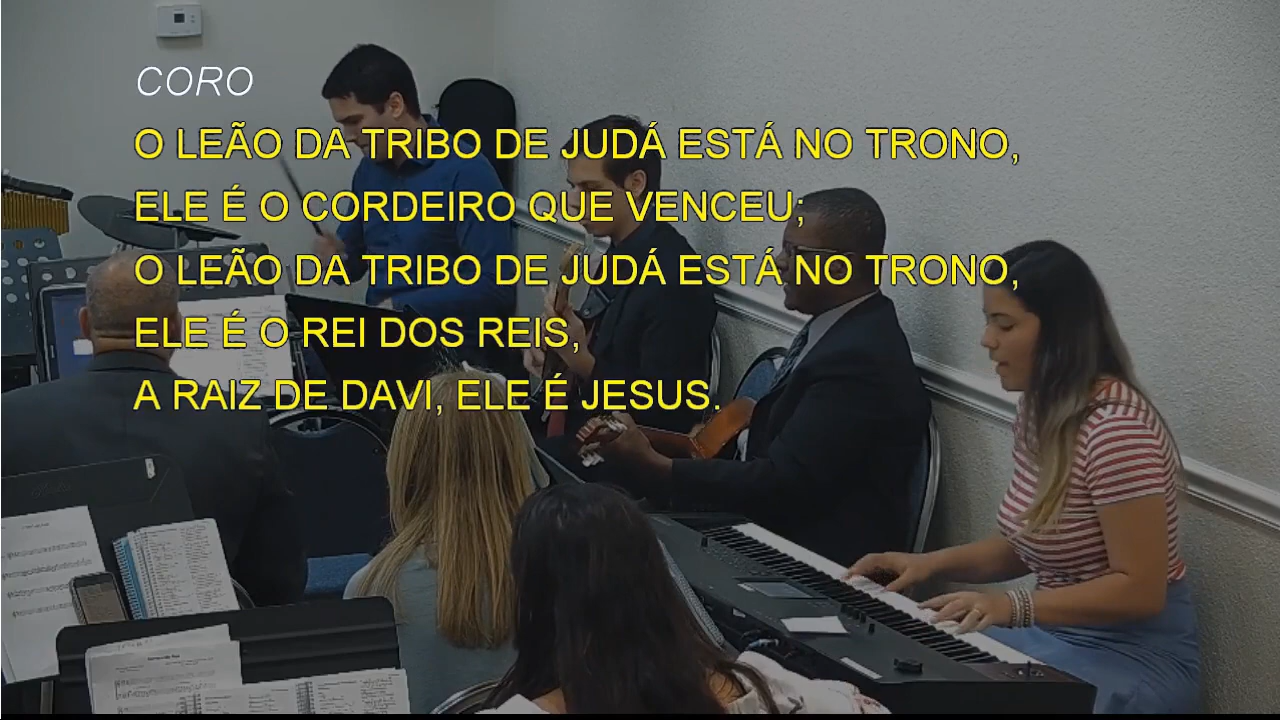 CORO
O LEÃO DA TRIBO DE JUDÁ ESTÁ NO TRONO,
ELE É O CORDEIRO QUE VENCEU;
O LEÃO DA TRIBO DE JUDÁ ESTÁ NO TRONO,
ELE É O REI DOS REIS,
A RAIZ DE DAVI, ELE É JESUS.